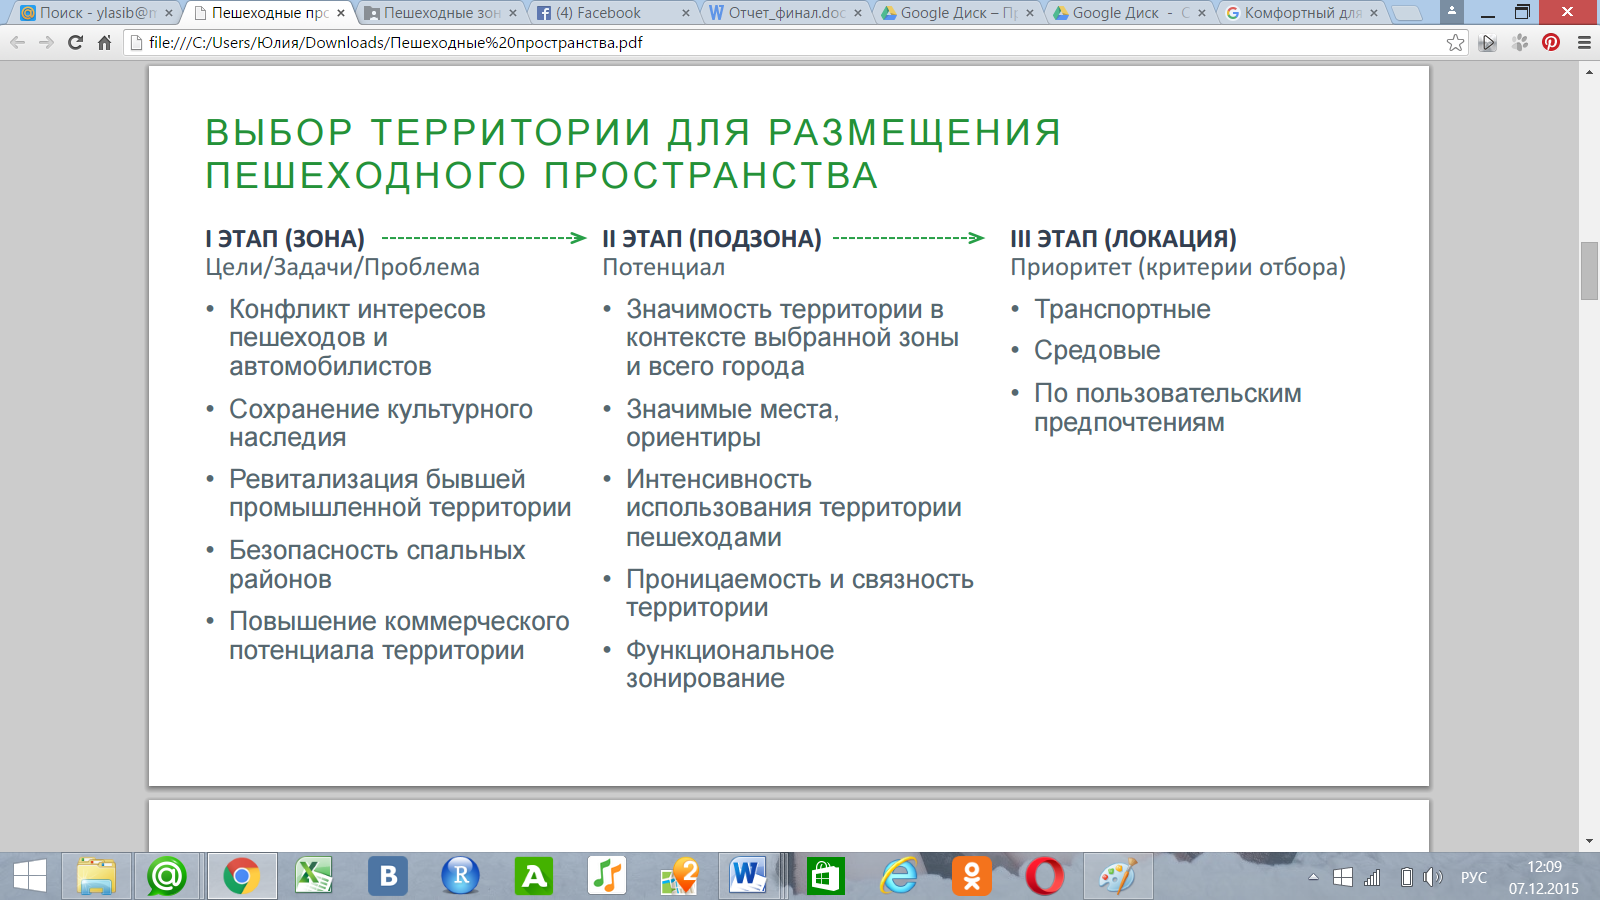 Поиск - ylasib@m
Пешеходные про
Пешеходные зон
(4) Facebook
Отчет_финал.doc
Google Диск – Пр
Google Диск - С
Комфортный для
file:///C:/Users/Юлия/Downloads/Пешеходные%20пространства.pdf
ВЫБОР ТЕРРИТОРИИ ДЛЯ РАЗМЕЩЕНИЯ
ПЕШЕХОДНОГО ПРОСТРАНСТВА
I ЭТАП (ЗОНА)
Цели/Задачи/Проблема
• Конфликт интересов
пешеходов и
автомобилистов
• Сохранение культурного
наследия
• Ревитализация бывшей
промышленной территории
• Безопасность спальных
районов
• Повышение коммерческого
потенциала территории
II ЭТАП (ПОДЗОНА)
Потенциал
• Значимость территории в
контексте выбранной зоны
и всего города
• Значимые места,
ориентиры
• Интенсивность
использования территории
пешеходами
• Проницаемость и связность
территории
• Функциональное
зонирование
III ЭТАП (ЛОКАЦИЯ)
Приоритет (критерии отбора)
• Транспортные
• Средовые
• По пользовательским
предпочтениям
РУС
12:09
07.12.2015